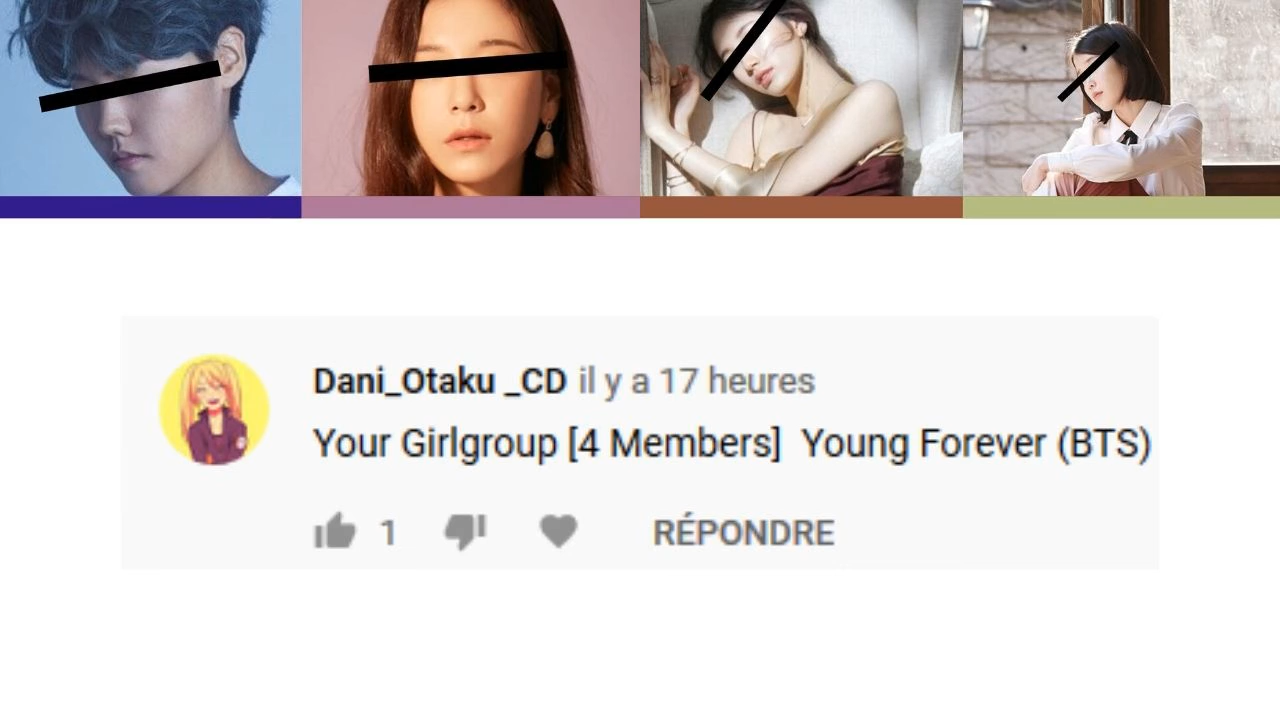 Dani_Otaku _CD il y a 17 heures
Your Girlgroup [4 Members] Young Forever (BTS)
1 RÉPONDRE